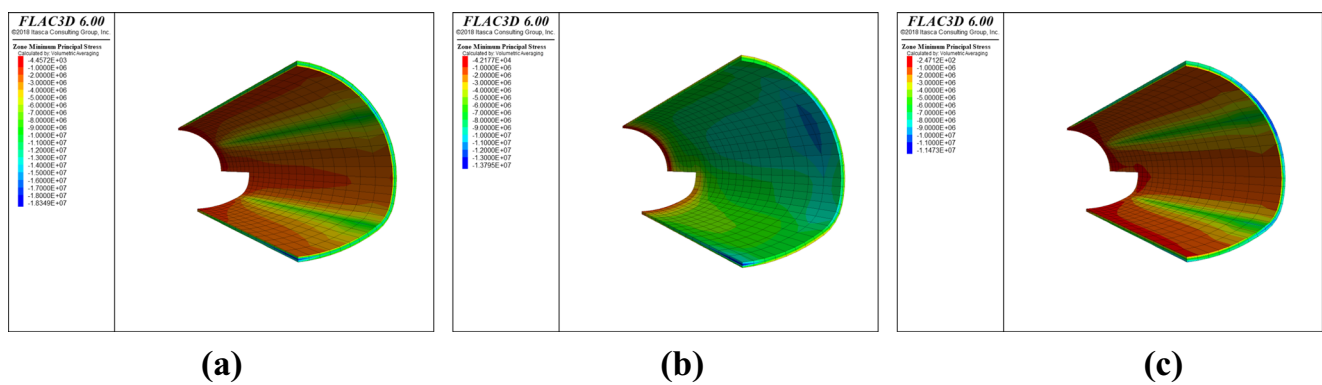 FLAC3D 6.00
©2018 Itasca Consulting Group, Inc.
Zone Minimum Principal Stress
Calculated by: Volumetric Averaging
-4.4572E+03
-1.0000E+06
-2.0000E+06
-3.0000E+06
-4.0000E+06
-5.0000E+06
-6.0000E+06
-7.0000E+06
-8.0000E+06
-9.0000E+06
-1.0000E+07
-1.1000E+07
-1.2000E+07
-1.3000E+07
-1.4000E+07
-1.5000E+07
-1.6000E+07
-1.7000E+07
-1.8000E+07
-1.8349E+07
(a)
FLAC3D 6.00
©2018 Itasca Consulting Group, Inc.
Zone Minimum Principal Stress
Calculated by: Volumetric Averaging
-4.2177E+04
-1.0000E+06
-2.0000E+06
-3.0000E+06
-4.0000E+06
-5.0000E+06
-6.0000E+06
-7.0000E+06
-8.0000E+06
-9.0000E+06
-1.0000E+07
-1.1000E+07
-1.2000E+07
-1.3000E+07
-1.3795E+07
(b)
FLAC3D 6.00
©2018 Itasca Consulting Group, Inc.
Zone Minimum Principal Stress
Calculated by: Volumetric Averaging
-2.4712E+02
-1.0000E+06
-2.0000E+06
-3.0000E+06
-4.0000E+06
-5.0000E+06
-6.0000E+06
-7.0000E+06
-8.0000E+06
-9.0000E+06
-1.0000E+07
-1.1000E+07
-1.1473E+07
(c)